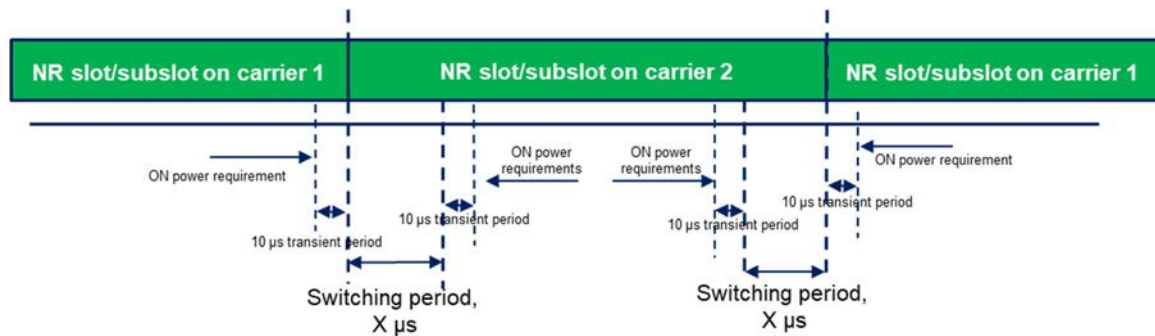 NR slot/subslot on carrier 1
NR slot/subslot on carrier 2
NR slot/subslot on carrier 1
ON power requirement
ON power
requirements
ON power
requirements
ON power requirement
10 µs transient period
10 µs transient period
10 µs transient period
10 µs transient period
Switching period,
X µs
Switching period,
X µs